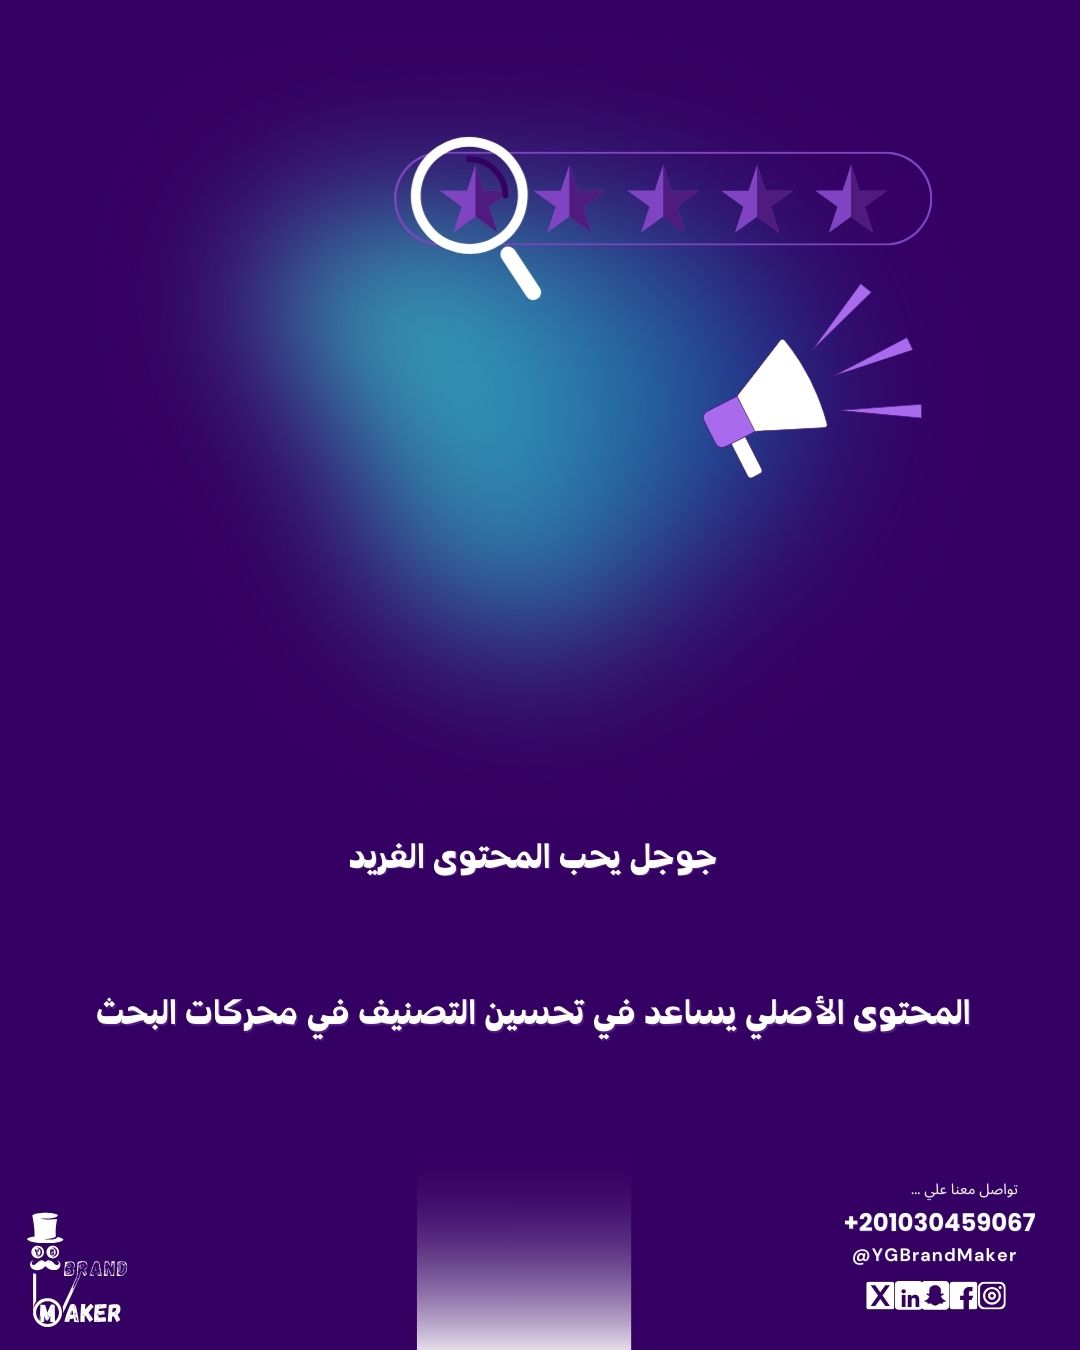 جوجل يحب المحتوى الفريد
المحتوى الأصلي يساعد في تحسين التصنيف في محركات البحث
تواصل معنا علي ...
+201030459067
@YGBrandMaker
BRAND
MAKER